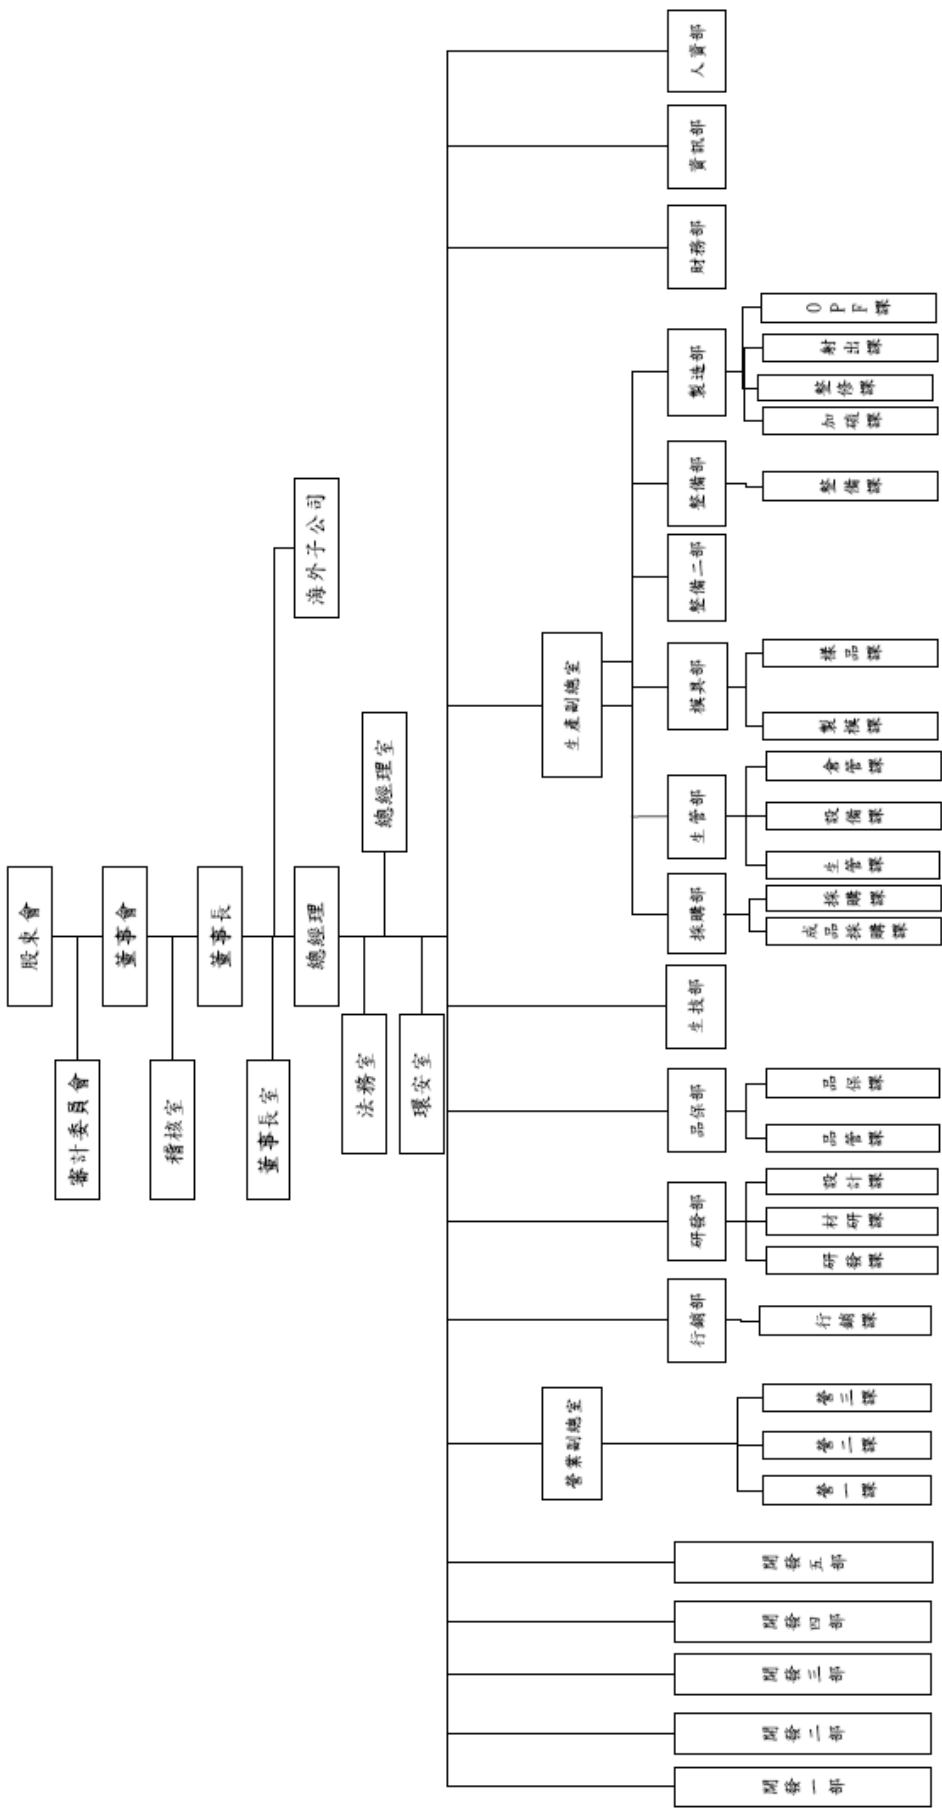 股東會
審計委員會
董事會
稽核室
董事長
董事長室
海外子公司
總經理
法務室
總經理室
環安室
營業副總室
生產副總室
開發一部
開發二部
開發三部
開發四部
開發五部
行銷部
研發部
品保部
生技部
採購部
生管部
模具部
整備二部
整備部
製造部
財務部
資訊部
人資部
營一課
營二課
營三課
行銷課
研發課
材研課
設計課
品管課
品保課
成品採購課
採購課
生管課
設備課
倉管課
製模課
樣品課
整備課
加硫課
整修課
射出課
OPF課